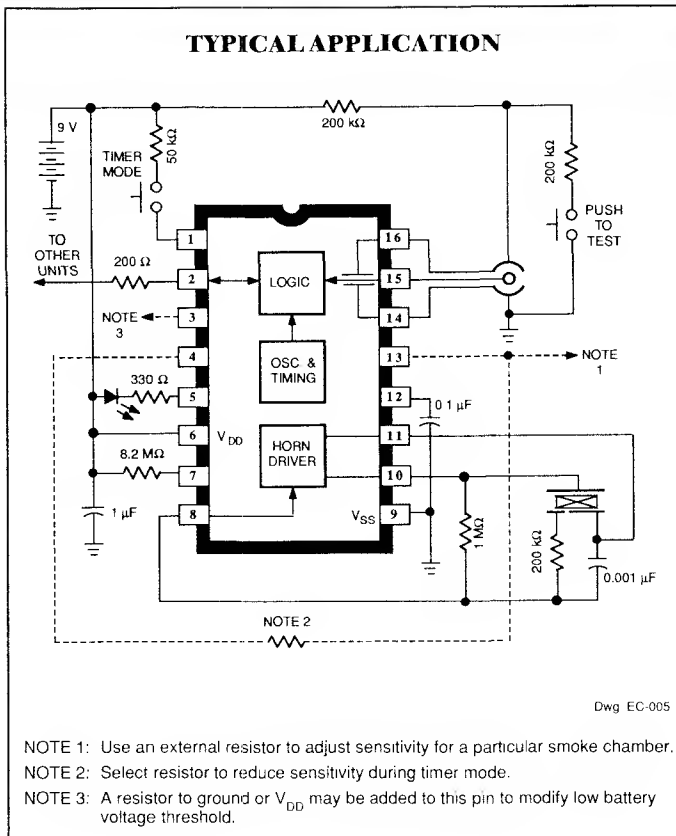 TYPICAL APPLICATION
9 V
200 kΩ
50 kΩ
TIMER
MODE
200 kΩ
PUSH
TO
TEST
TO
OTHER
UNITS
200 Ω
1
2
3
4
5
6
7
8
16
15
14
13
12
11
10
9
LOGIC
OSC. &
TIMING
HORN
DRIVER
NOTE
3
NOTE
1
330 Ω
VDD
8.2 MΩ
1 µF
VSS
0 1 µF
1 MΩ
200 kΩ
0.001 µF
NOTE 2
Dwg EC-005
NOTE 1: Use an external resistor to adjust sensitivity for a particular smoke chamber.
NOTE 2: Select resistor to reduce sensitivity during timer mode.
NOTE 3: A resistor to ground or VDD may be added to this pin to modify low battery
voltage threshold.